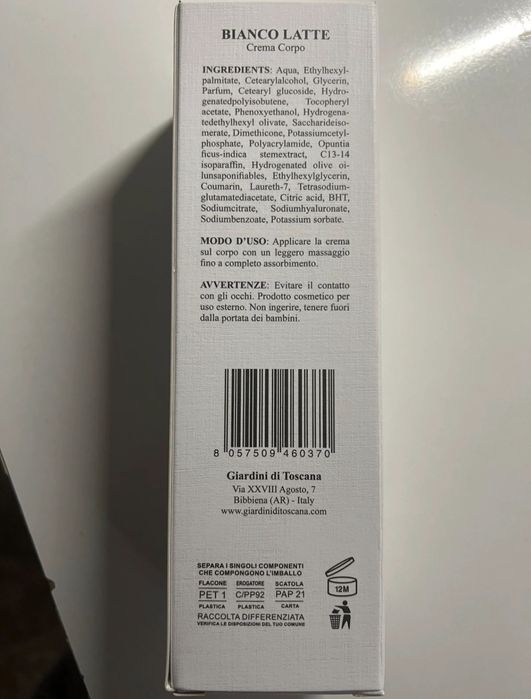 BIANCO LATTE
Crema Corpo
INGREDIENTS: Aqua, Ethylhexyl-
palmitate, Cetearylalcohol, Glycerin,
Parfum, Cetearyl glucoside, Hydro-
genatedpolyisobutene, Tocopheryl
acetate, Phenoxyethanol, Hydrogena-
tedethylhexyl olivate, Saccharideiso-
merate, Dimethicone, Potassiumcetyl-
phosphate, Polyacrylamide, Opuntia
ficus-indica stemextract, C13-14
isoparaffin, Hydrogenated olive oi-
lunsaponifiables, Ethylhexylglycerin,
Coumarin, Laureth-7, Tetrasodium-
glutamatediacetate, Citric acid, BHT,
Sodiumcitrate, Sodiumhyaluronate,
Sodiumbenzoate, Potassium sorbate.
MODO D'USO: Applicare la crema
sul corpo con un leggero massaggio
fino a completo assorbimento.
AVVERTENZE: Evitare il contatto
con gli occhi. Prodotto cosmetico per
uso esterno. Non ingerire, tenere fuori
dalla portata dei bambini.
8 057509 460370
Giardini di Toscana
Via XXVIII Agosto, 7
Bibbiena (AR) - Italy
www.giardiniditoscana.com
SEPARA I SINGOLI COMPONENTI
CHE COMPONGONO L'IMBALLO
FLACONE EROGATORE SCATOLA
PET 1 C/PP92 PAP 21
PLASTICA PLASTICA CARTA
12M
RACCOLTA DIFFERENZIATA
VERIFICA LE DISPOSIZIONI DEL TUO COMUNE